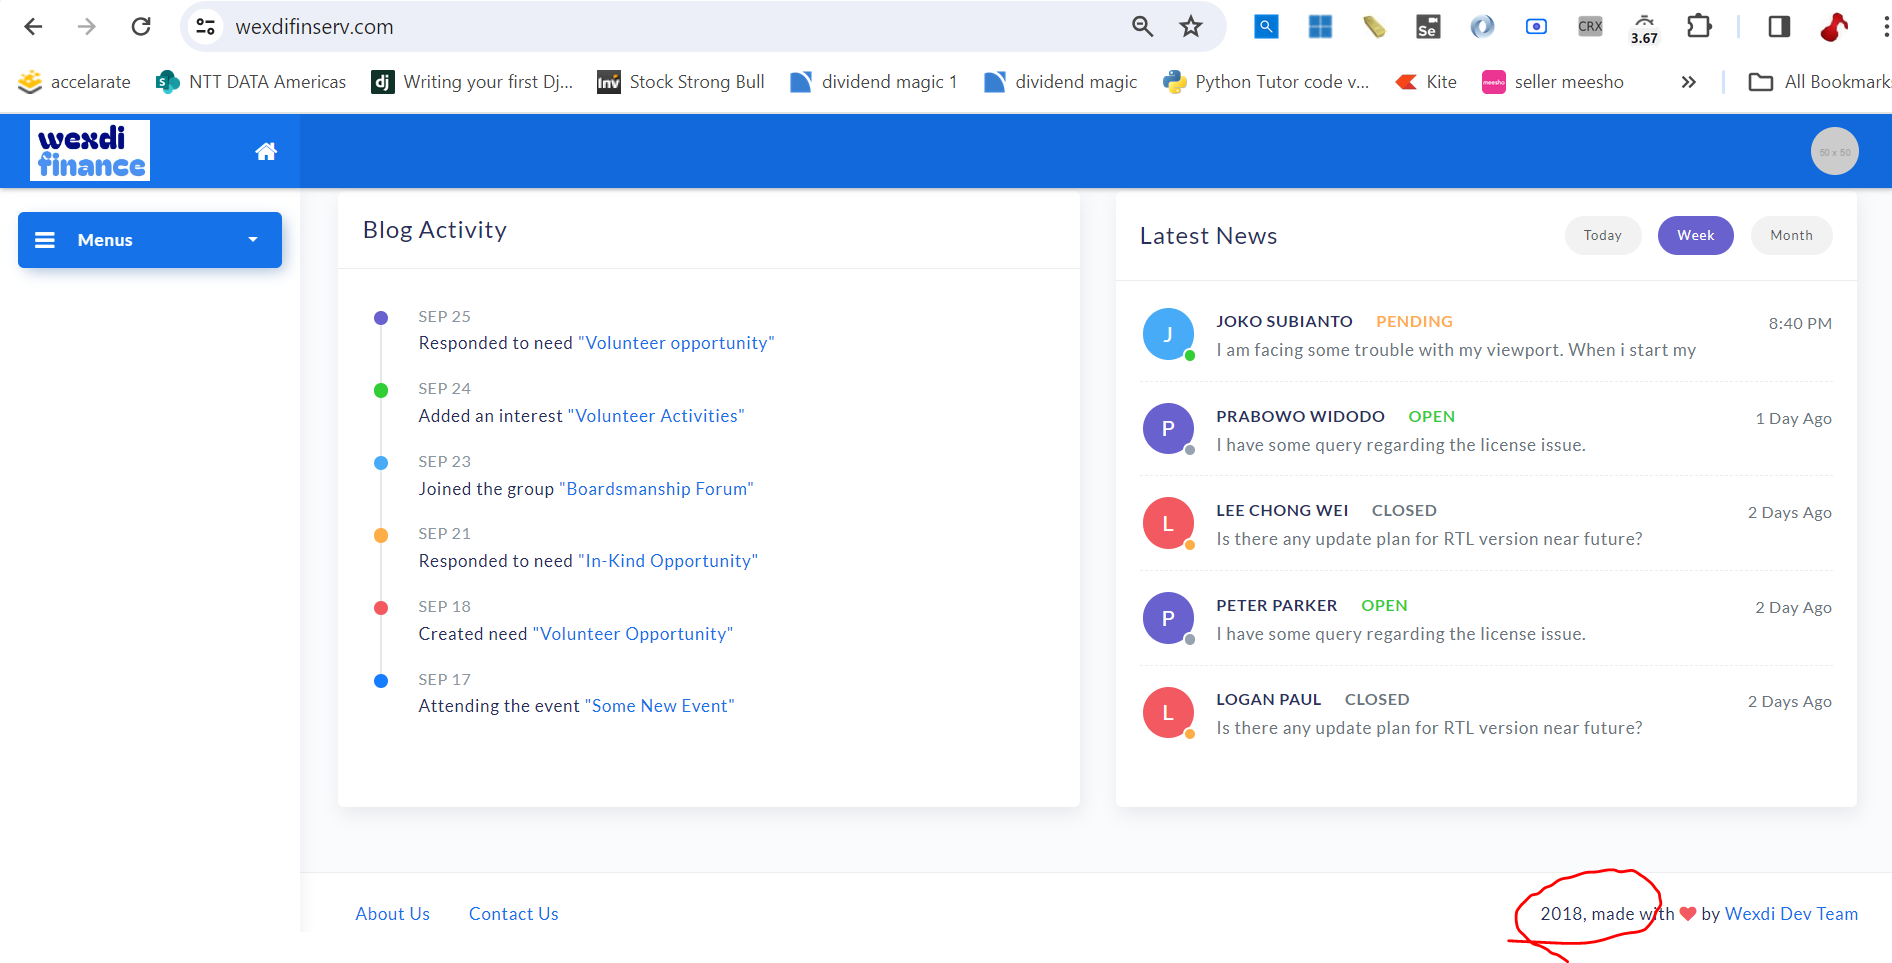 wexdifinserv.com
Se
CRX
3.67
accelarate
NTT DATA Americas
dj
Writing your first Dj...
Inv
Stock Strong Bull
dividend magic 1
dividend magic
Python Tutor code v...
Kite
meesho
seller meesho
»
All Bookmarks
wexdi
finance
50 x 50
Menus
Blog Activity
SEP 25
Responded to need "Volunteer opportunity"
SEP 24
Added an interest "Volunteer Activities"
SEP 23
Joined the group "Boardsmanship Forum"
SEP 21
Responded to need "In-Kind Opportunity"
SEP 18
Created need "Volunteer Opportunity"
SEP 17
Attending the event "Some New Event"
Latest News
Today
Week
Month
J
JOKO SUBIANTO PENDING
8:40 PM
I am facing some trouble with my viewport. When i start my
P
PRABOWO WIDODO OPEN
1 Day Ago
I have some query regarding the license issue.
L
LEE CHONG WEI CLOSED
2 Days Ago
Is there any update plan for RTL version near future?
P
PETER PARKER OPEN
2 Day Ago
I have some query regarding the license issue.
L
LOGAN PAUL CLOSED
2 Days Ago
Is there any update plan for RTL version near future?
About Us
Contact Us
2018, made with ❤ by Wexdi Dev Team